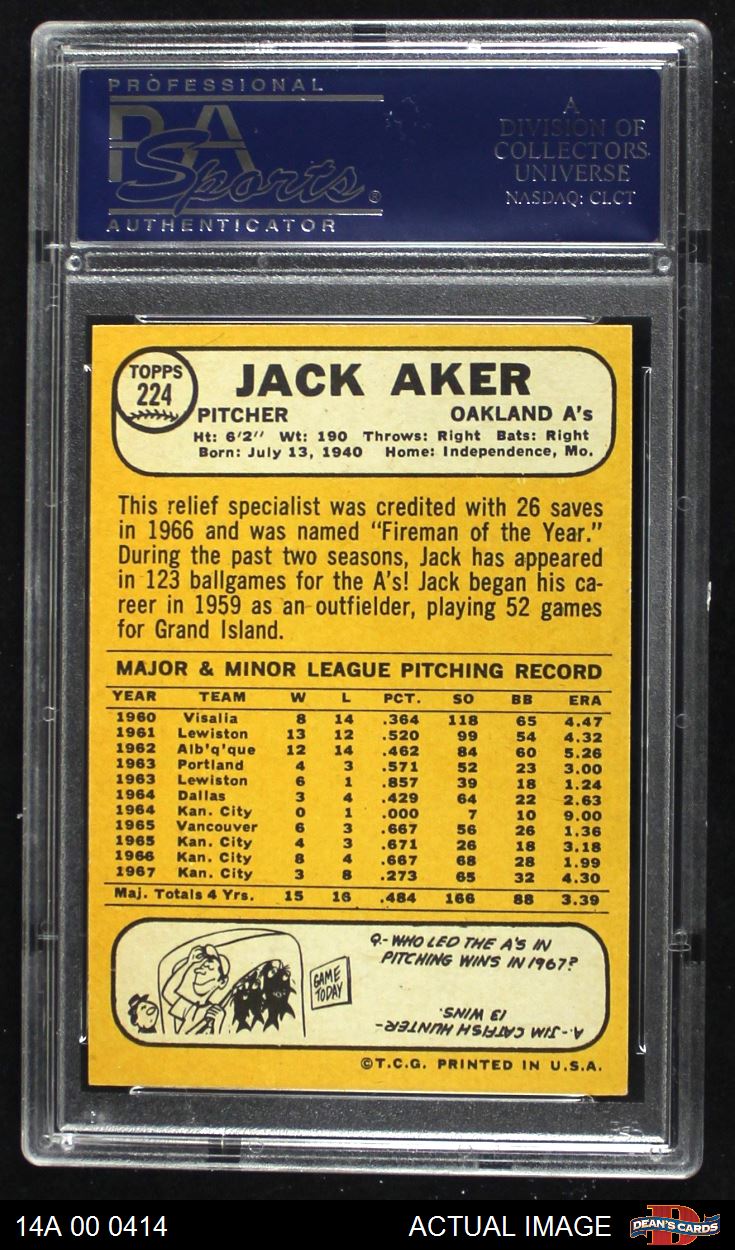 PROFESSIONAL
PSA
Sports®
AUTHENTICATOR
A
DIVISION OF
COLLECTORS
UNIVERSE
NASDAQ: CLCT
TOPPS
224
JACK AKER
PITCHER OAKLAND A's
Ht: 6'2" Wt: 190 Throws: Right Bats: Right
Born: July 13, 1940 Home: Independence, Mo.
This relief specialist was credited with 26 saves
in 1966 and was named "Fireman of the Year."
During the past two seasons, Jack has appeared
in 123 ballgames for the A's! Jack began his ca-
reer in 1959 as an outfielder, playing 52 games
for Grand Island.
MAJOR & MINOR LEAGUE PITCHING RECORD
YEAR TEAM W L PCT. SO BB ERA
1960 Visalia 8 14 .364 118 65 4.47
1961 Lewiston 13 12 .520 99 54 4.32
1962 Alb'q'que 12 14 .462 84 60 5.26
1963 Portland 4 3 .571 52 23 3.00
1963 Lewiston 6 1 .857 39 18 1.24
1964 Dallas 3 4 .429 64 22 2.63
1964 Kan. City 0 1 .000 7 10 9.00
1965 Vancouver 6 3 .667 56 26 1.36
1965 Kan. City 4 3 .671 26 18 3.18
1966 Kan. City 8 4 .667 68 28 1.99
1967 Kan. City 3 8 .273 65 32 4.30
Maj. Totals 4 Yrs. 15 16 .484 166 88 3.39
Q.- WHO LED THE A'S IN
PITCHING WINS IN 1967?
GAME
TODAY
A.- JIM CATFISH HUNTER-
13 WINS.
©T.C.G. PRINTED IN U.S.A.
14A 00 0414 ACTUAL IMAGE
DEAN'S CARDS